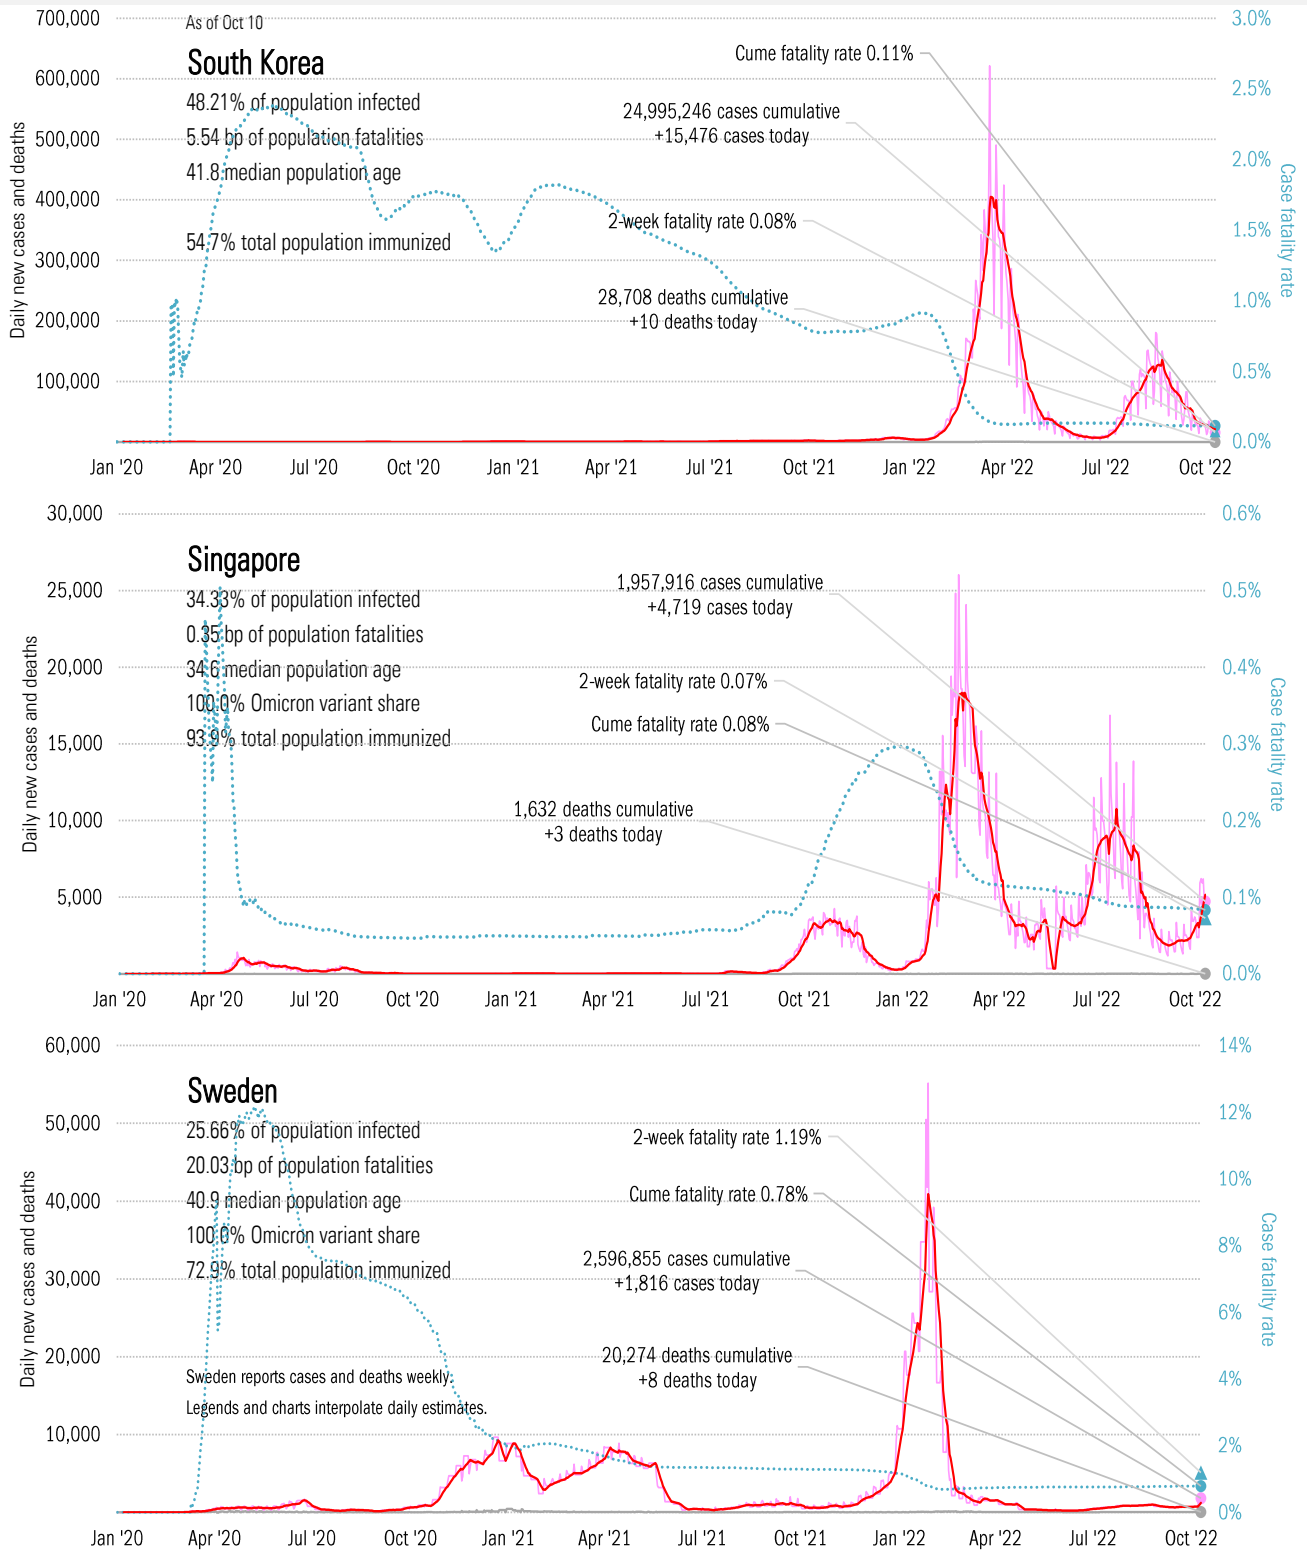 As of Oct 10
South Korea
48.21% of population infected
5.54 bp of population fatalities
41.8 median population age
54.7% total population immunized
Cume fatality rate 0.11%
24,995,246 cases cumulative
+15,476 cases today
2-week fatality rate 0.08%
28,708 deaths cumulative
+10 deaths today
Daily new cases and deaths
700,000
600,000
500,000
400,000
300,000
200,000
100,000
3.0%
2.5%
2.0%
1.5%
1.0%
0.5%
0.0%
Case fatality rate
Jan '20 Apr '20 Jul '20 Oct '20 Jan '21 Apr '21 Jul '21 Oct '21 Jan '22 Apr '22 Jul '22 Oct '22
Singapore
34.33% of population infected
0.35 bp of population fatalities
34.6 median population age
100.0% Omicron variant share
93.9% total population immunized
1,957,916 cases cumulative
+4,719 cases today
2-week fatality rate 0.07%
Cume fatality rate 0.08%
1,632 deaths cumulative
+3 deaths today
Daily new cases and deaths
30,000
25,000
20,000
15,000
10,000
5,000
0.6%
0.5%
0.4%
0.3%
0.2%
0.1%
0.0%
Case fatality rate
Jan '20 Apr '20 Jul '20 Oct '20 Jan '21 Apr '21 Jul '21 Oct '21 Jan '22 Apr '22 Jul '22 Oct '22
Sweden
25.66% of population infected
20.03 bp of population fatalities
40.9 median population age
100.0% Omicron variant share
72.9% total population immunized
Sweden reports cases and deaths weekly.
Legends and charts interpolate daily estimates.
2-week fatality rate 1.19%
Cume fatality rate 0.78%
2,596,855 cases cumulative
+1,816 cases today
20,274 deaths cumulative
+8 deaths today
Daily new cases and deaths
60,000
50,000
40,000
30,000
20,000
10,000
14%
12%
10%
8%
6%
4%
2%
0%
Case fatality rate
Jan '20 Apr '20 Jul '20 Oct '20 Jan '21 Apr '21 Jul '21 Oct '21 Jan '22 Apr '22 Jul '22 Oct '22